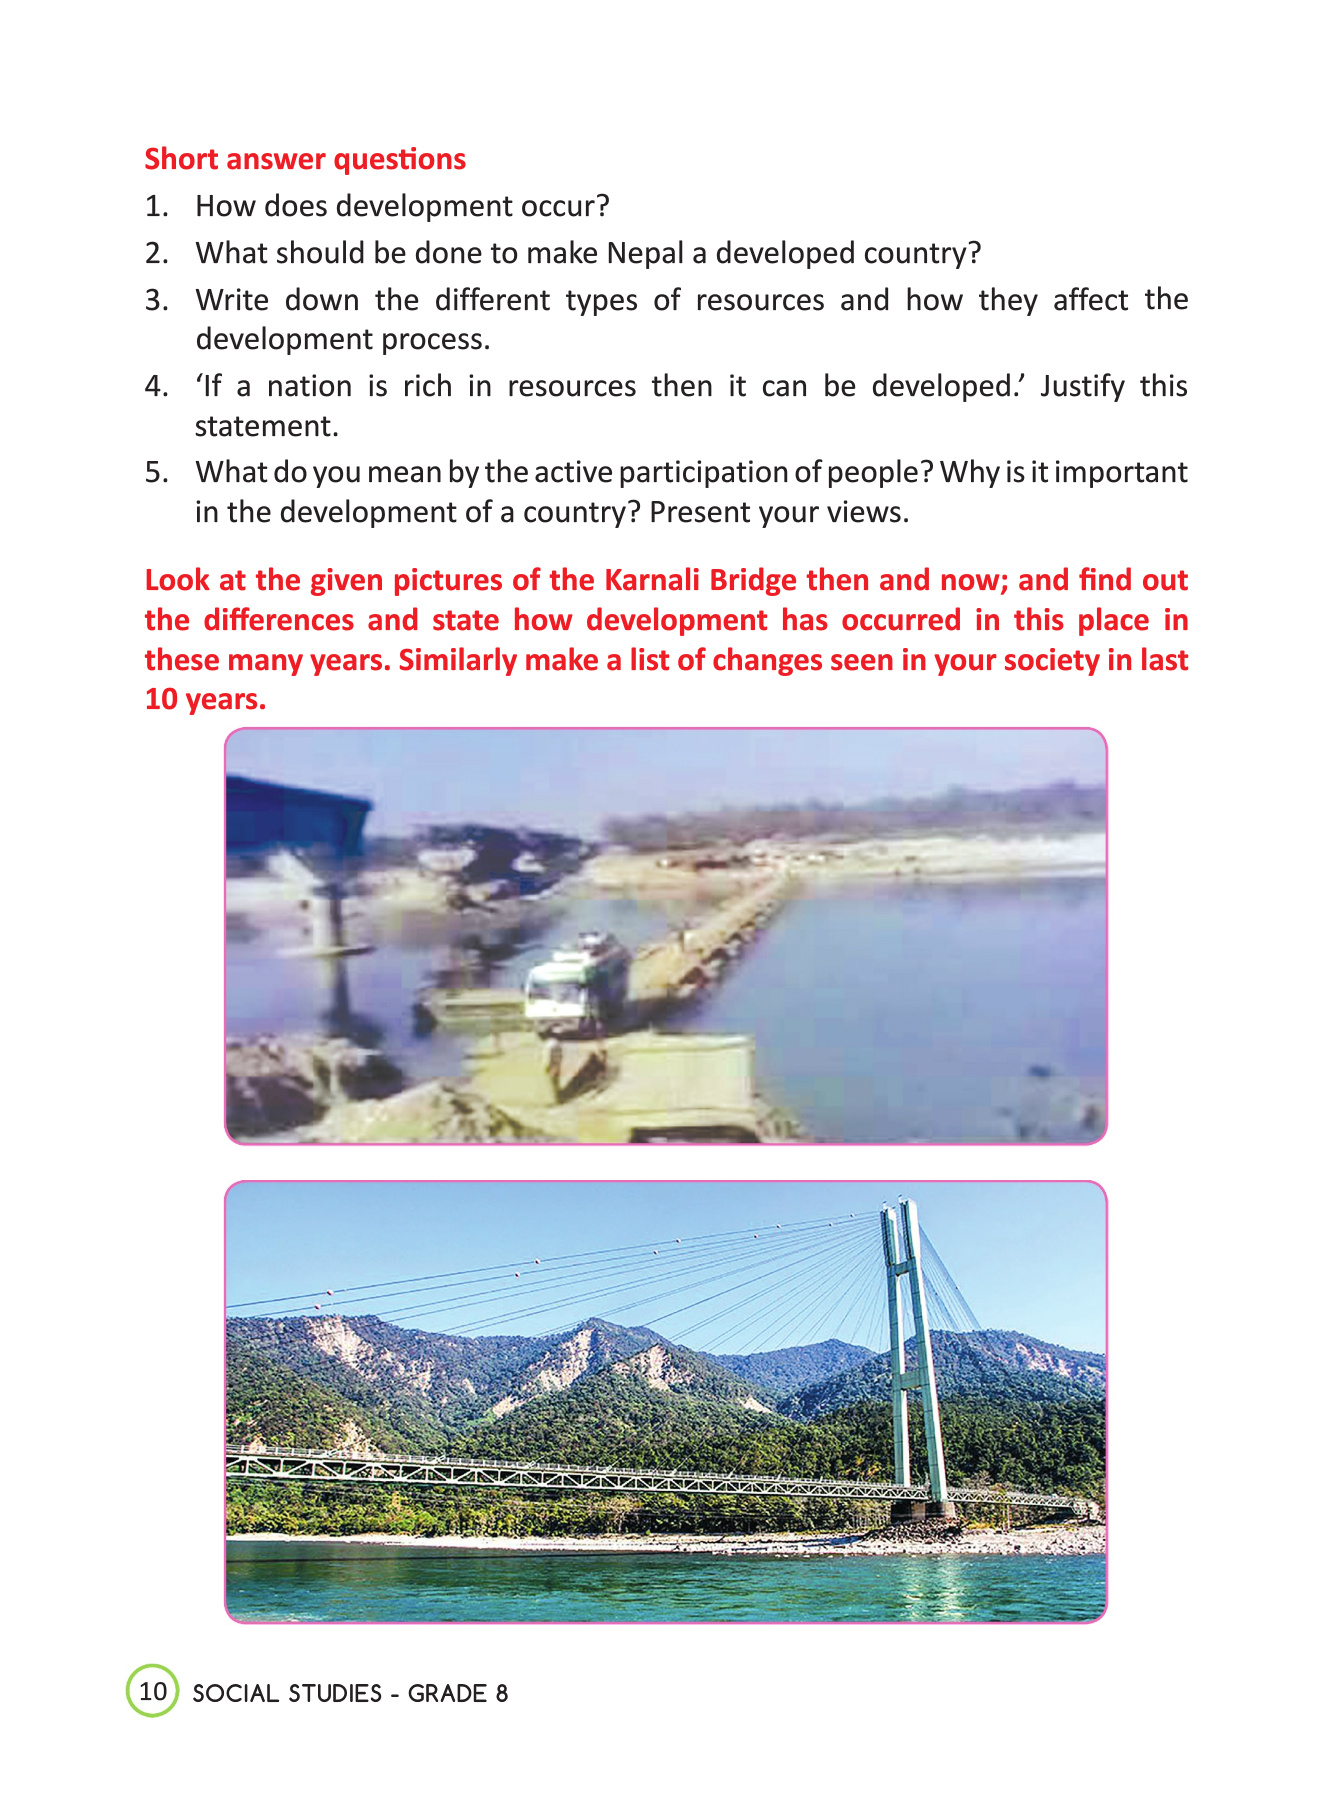 Short answer questions
1. How does development occur?
2. What should be done to make Nepal a developed country?
3. Write down the different types of resources and how they affect the
development process.
4. ‘If a nation is rich in resources then it can be developed.’ Justify this
statement.
5. What do you mean by the active participation of people? Why is it important
in the development of a country? Present your views.
Look at the given pictures of the Karnali Bridge then and now; and find out
the differences and state how development has occurred in this place in
these many years. Similarly make a list of changes seen in your society in last
10 years.
10 SOCIAL STUDIES - GRADE 8